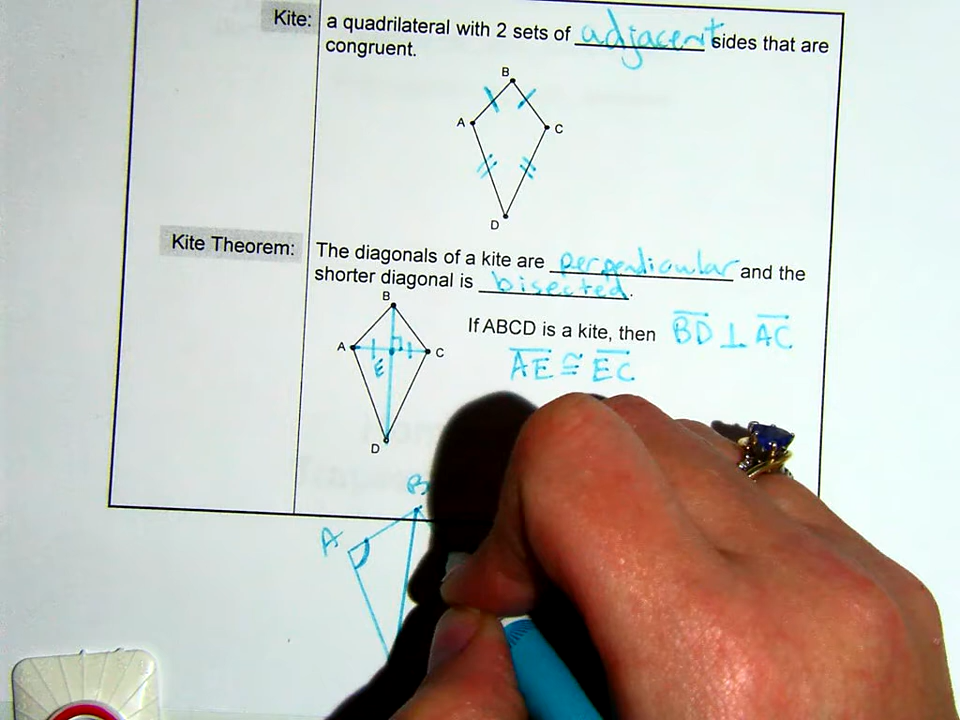 Kite: a quadrilateral with 2 sets of adjacent sides that are
congruent.
B
A C
D
Kite Theorem: The diagonals of a kite are perpendicular and the
shorter diagonal is bisected.
B
If ABCD is a kite, then BD ⊥ AC
A C
E
AE ≅ EC
D
B
A